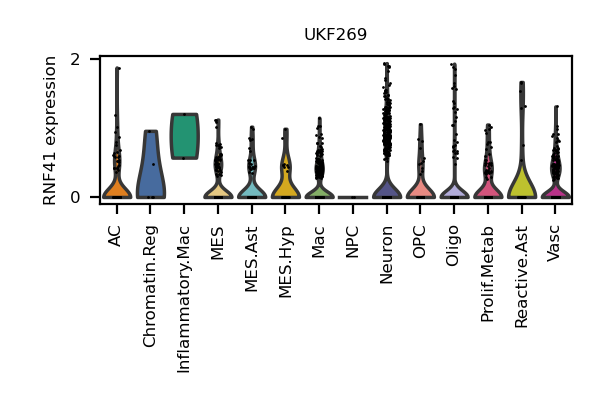 UKF269
RNF41 expression
2
0
AC
Chromatin.Reg
Inflammatory.Mac
MES
MES.Ast
MES.Hyp
Mac
NPC
Neuron
OPC
Oligo
Prolif.Metab
Reactive.Ast
Vasc